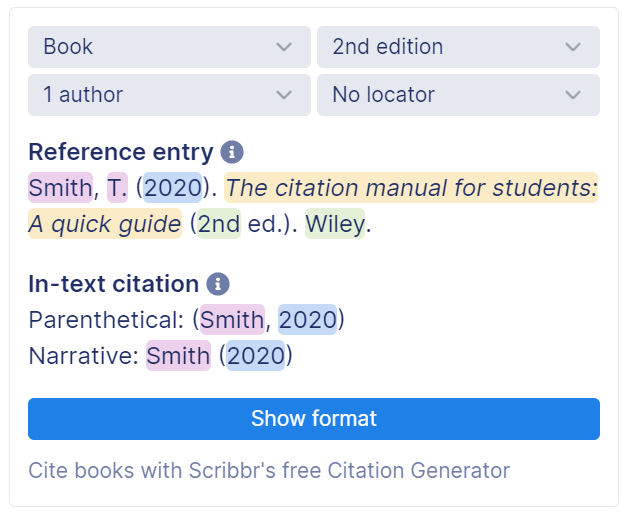 Book
2nd edition
1 author
No locator
Reference entry
Smith, T. (2020). The citation manual for students:
A quick guide (2nd ed.). Wiley.
In-text citation
Parenthetical: (Smith, 2020)
Narrative: Smith (2020)
Show format
Cite books with Scribbr's free Citation Generator